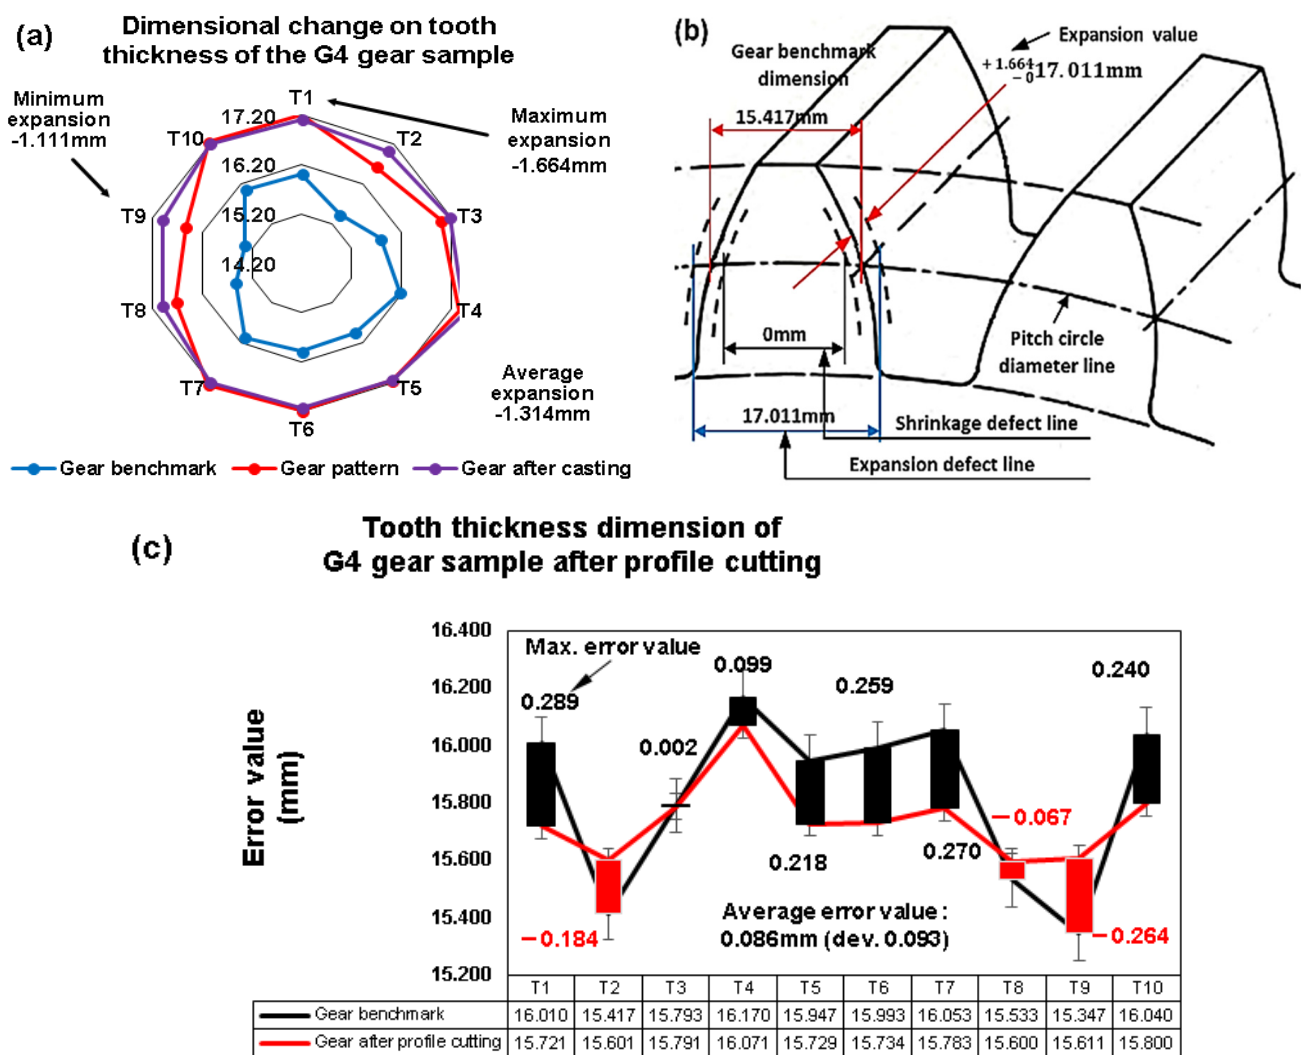 (a)
Dimensional change on tooth
thickness of the G4 gear sample
Minimum
expansion
-1.111mm
Maximum
expansion
-1.664mm
T1
T2
T3
T4
T5
T6
T7
T8
T9
T10
17.20
16.20
15.20
14.20
Average
expansion
-1.314mm
Gear benchmark
Gear pattern
Gear after casting
(b)
Gear benchmark
dimension
15.417mm
Expansion value
+1.664
-0
17.011mm
0mm
17.011mm
Pitch circle
diameter line
Shrinkage defect line
Expansion defect line
(c)
Tooth thickness dimension of
G4 gear sample after profile cutting
Error value
(mm)
16.400
16.200
16.000
15.800
15.600
15.400
15.200
Max. error value
0.289
−0.184
0.002
0.099
0.218
0.259
0.270
−0.067
−0.264
0.240
Average error value :
0.086mm (dev. 0.093)
T1 T2 T3 T4 T5 T6 T7 T8 T9 T10
Gear benchmark 16.010 15.417 15.793 16.170 15.947 15.993 16.053 15.533 15.347 16.040
Gear after profile cutting 15.721 15.601 15.791 16.071 15.729 15.734 15.783 15.600 15.611 15.800